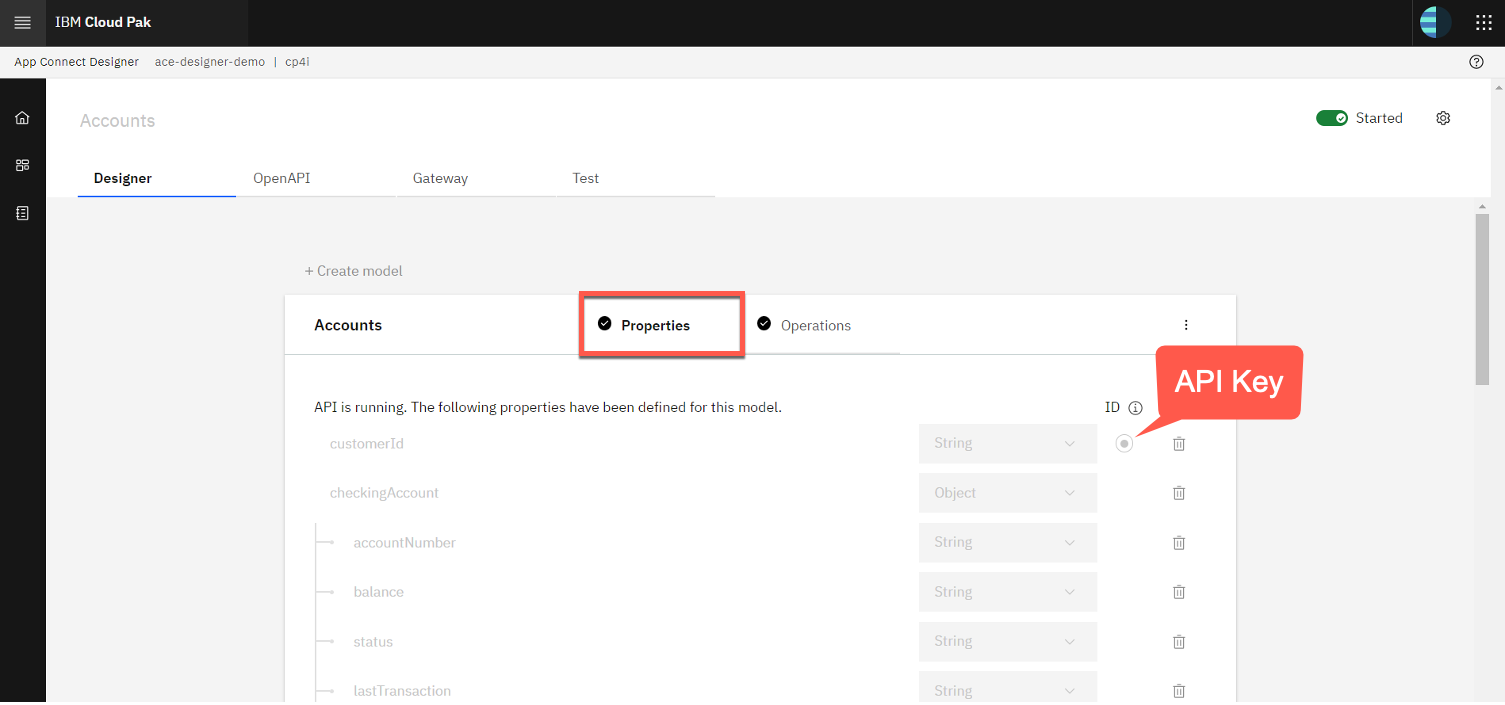 IBM Cloud Pak
App Connect Designer ace-designer-demo | cp4i
Accounts
Started
Designer OpenAPI Gateway Test
+ Create model
Accounts Properties Operations
API Key
API is running. The following properties have been defined for this model. ID
customerId String
checkingAccount Object
accountNumber String
balance String
status String
lastTransaction String